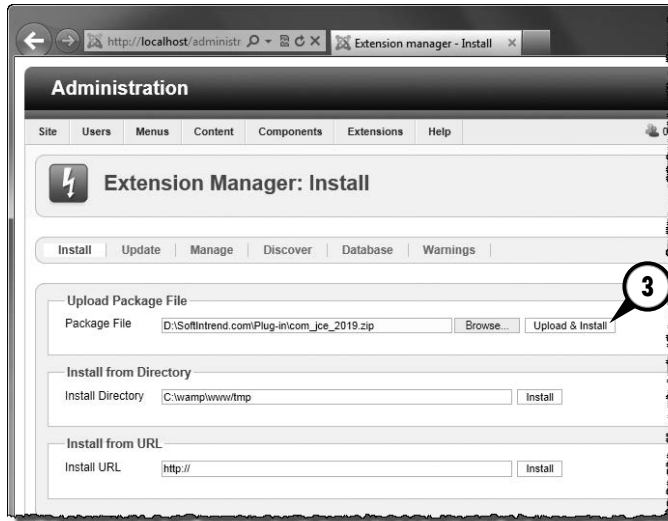 http://localhost/administr
Extension manager - Install
Administration
Site Users Menus Content Components Extensions Help 0
Extension Manager: Install
Install Update Manage Discover Database Warnings
Upload Package File
Package File D:\SoftIntrend.com\Plug-in\com_jce_2019.zip Browse... Upload & Install
3
Install from Directory
Install Directory C:\wamp\www/tmp Install
Install from URL
Install URL http:// Install